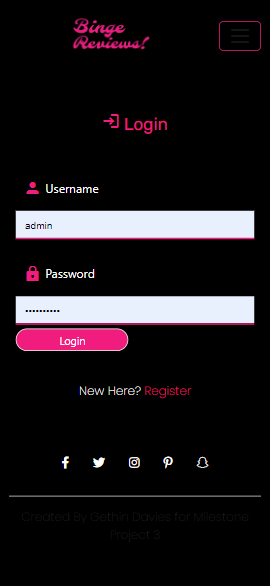 Binge
Reviews!
Login
Username
admin
Password
••••••••••
Login
New Here? Register
Created By Gethin Davies for Milestone
Project 3